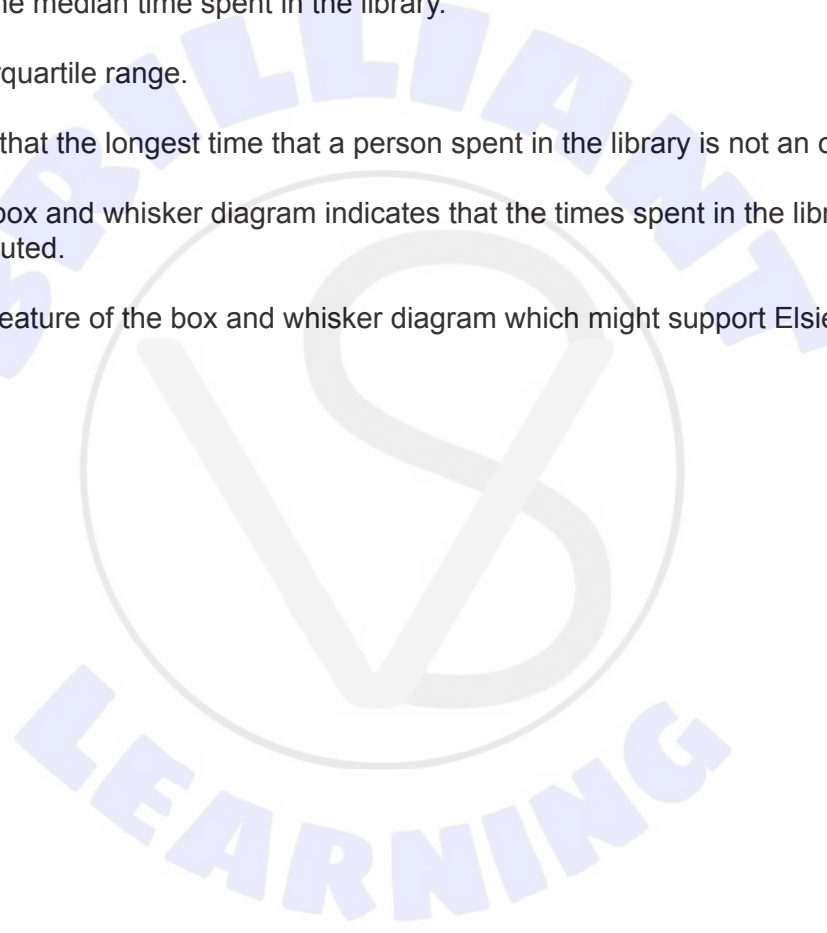 median time spent in the library.
quartile range.
that the longest time that a person spent in the library is not an
box and whisker diagram indicates that the times spent in the
uted.
eature of the box and whisker diagram which might support Elsie
BRILLIANT
VS
LEARNING